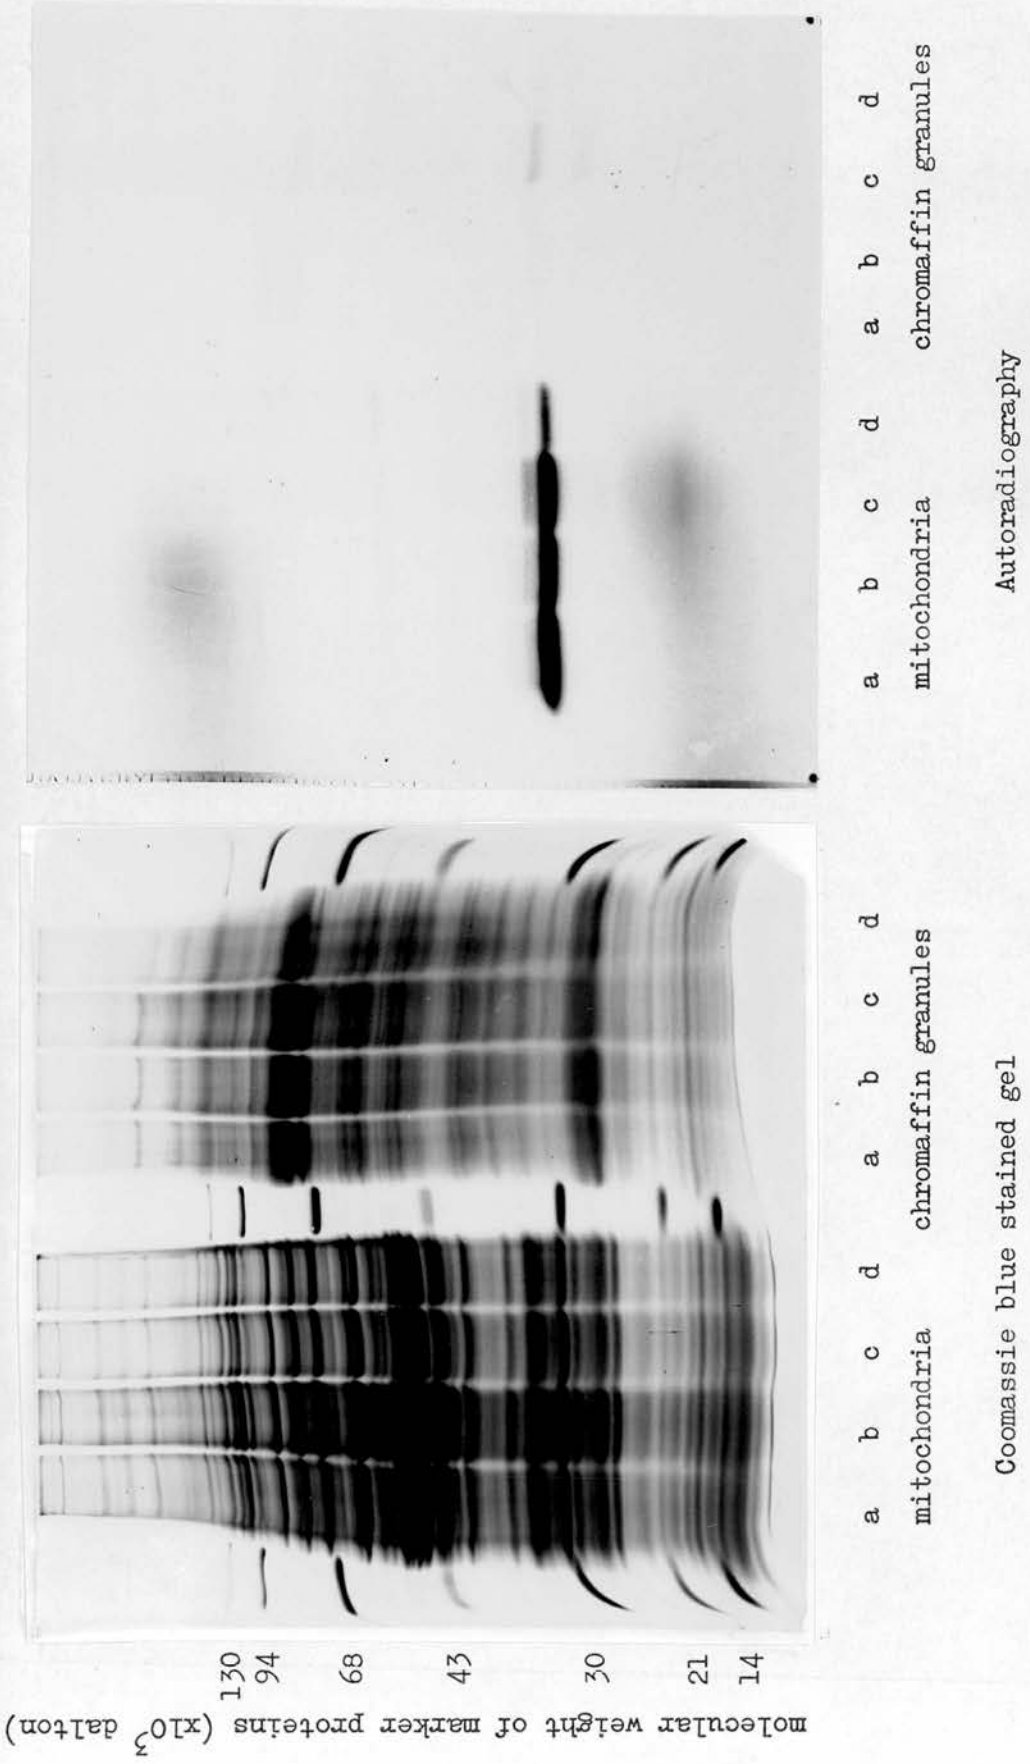 molecular weight of marker proteins (x10³ dalton)
130
94
68
43
30
21
14
a b c d a b c d
mitochondria chromaffin granules
Coomassie blue stained gel
a b c d a b c d
mitochondria chromaffin granules
Autoradiography